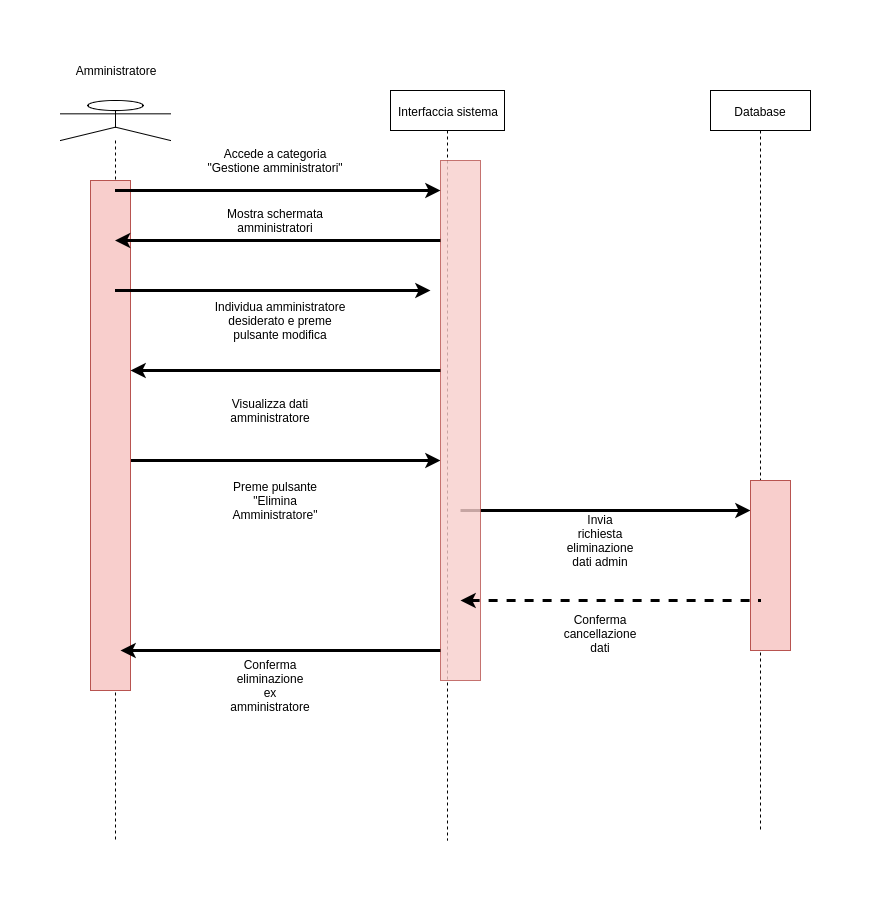 Amministratore
Interfaccia sistema
Database
Accede a categoria
"Gestione amministratori"
Mostra schermata
amministratori
Individua amministratore
desiderato e preme
pulsante modifica
Visualizza dati
amministratore
Preme pulsante
"Elimina
Amministratore"
Invia
richiesta
eliminazione
dati admin
Conferma
cancellazione
dati
Conferma
eliminazione
ex
amministratore